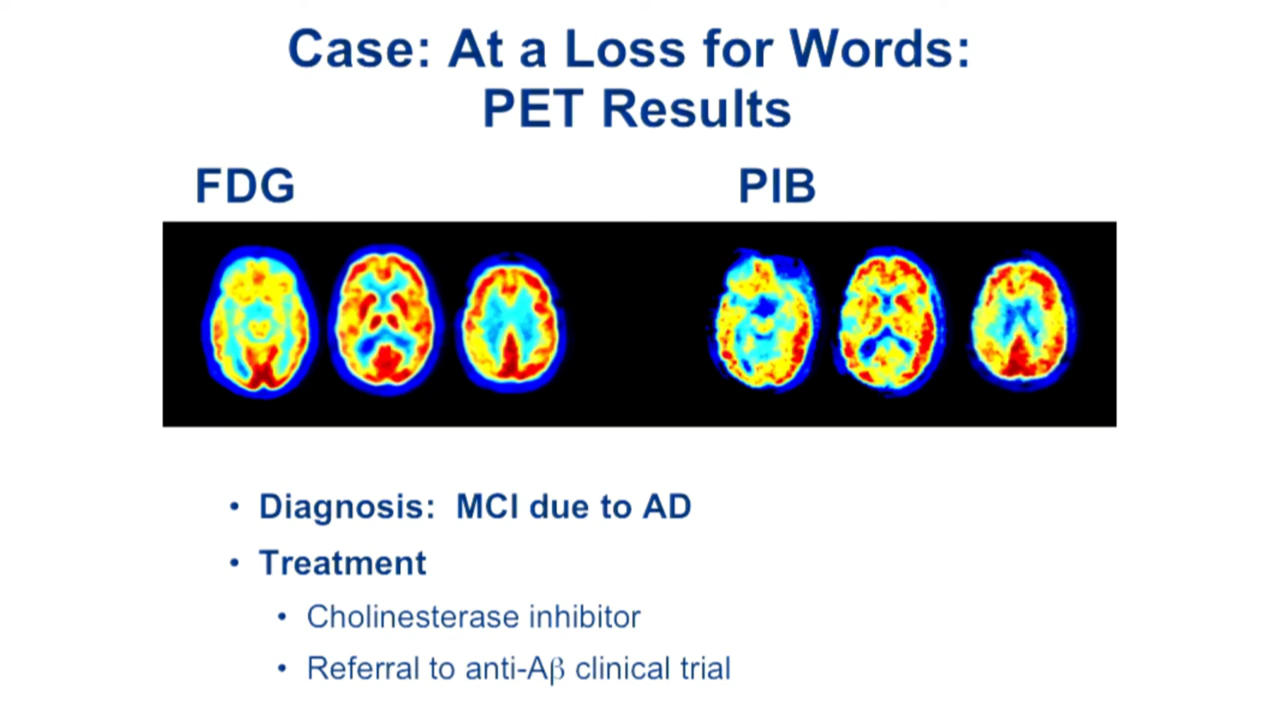 Case: At a Loss for Words:
PET Results
FDG
PIB
• Diagnosis: MCI due to AD
• Treatment
• Cholinesterase inhibitor
• Referral to anti-Aβ clinical trial